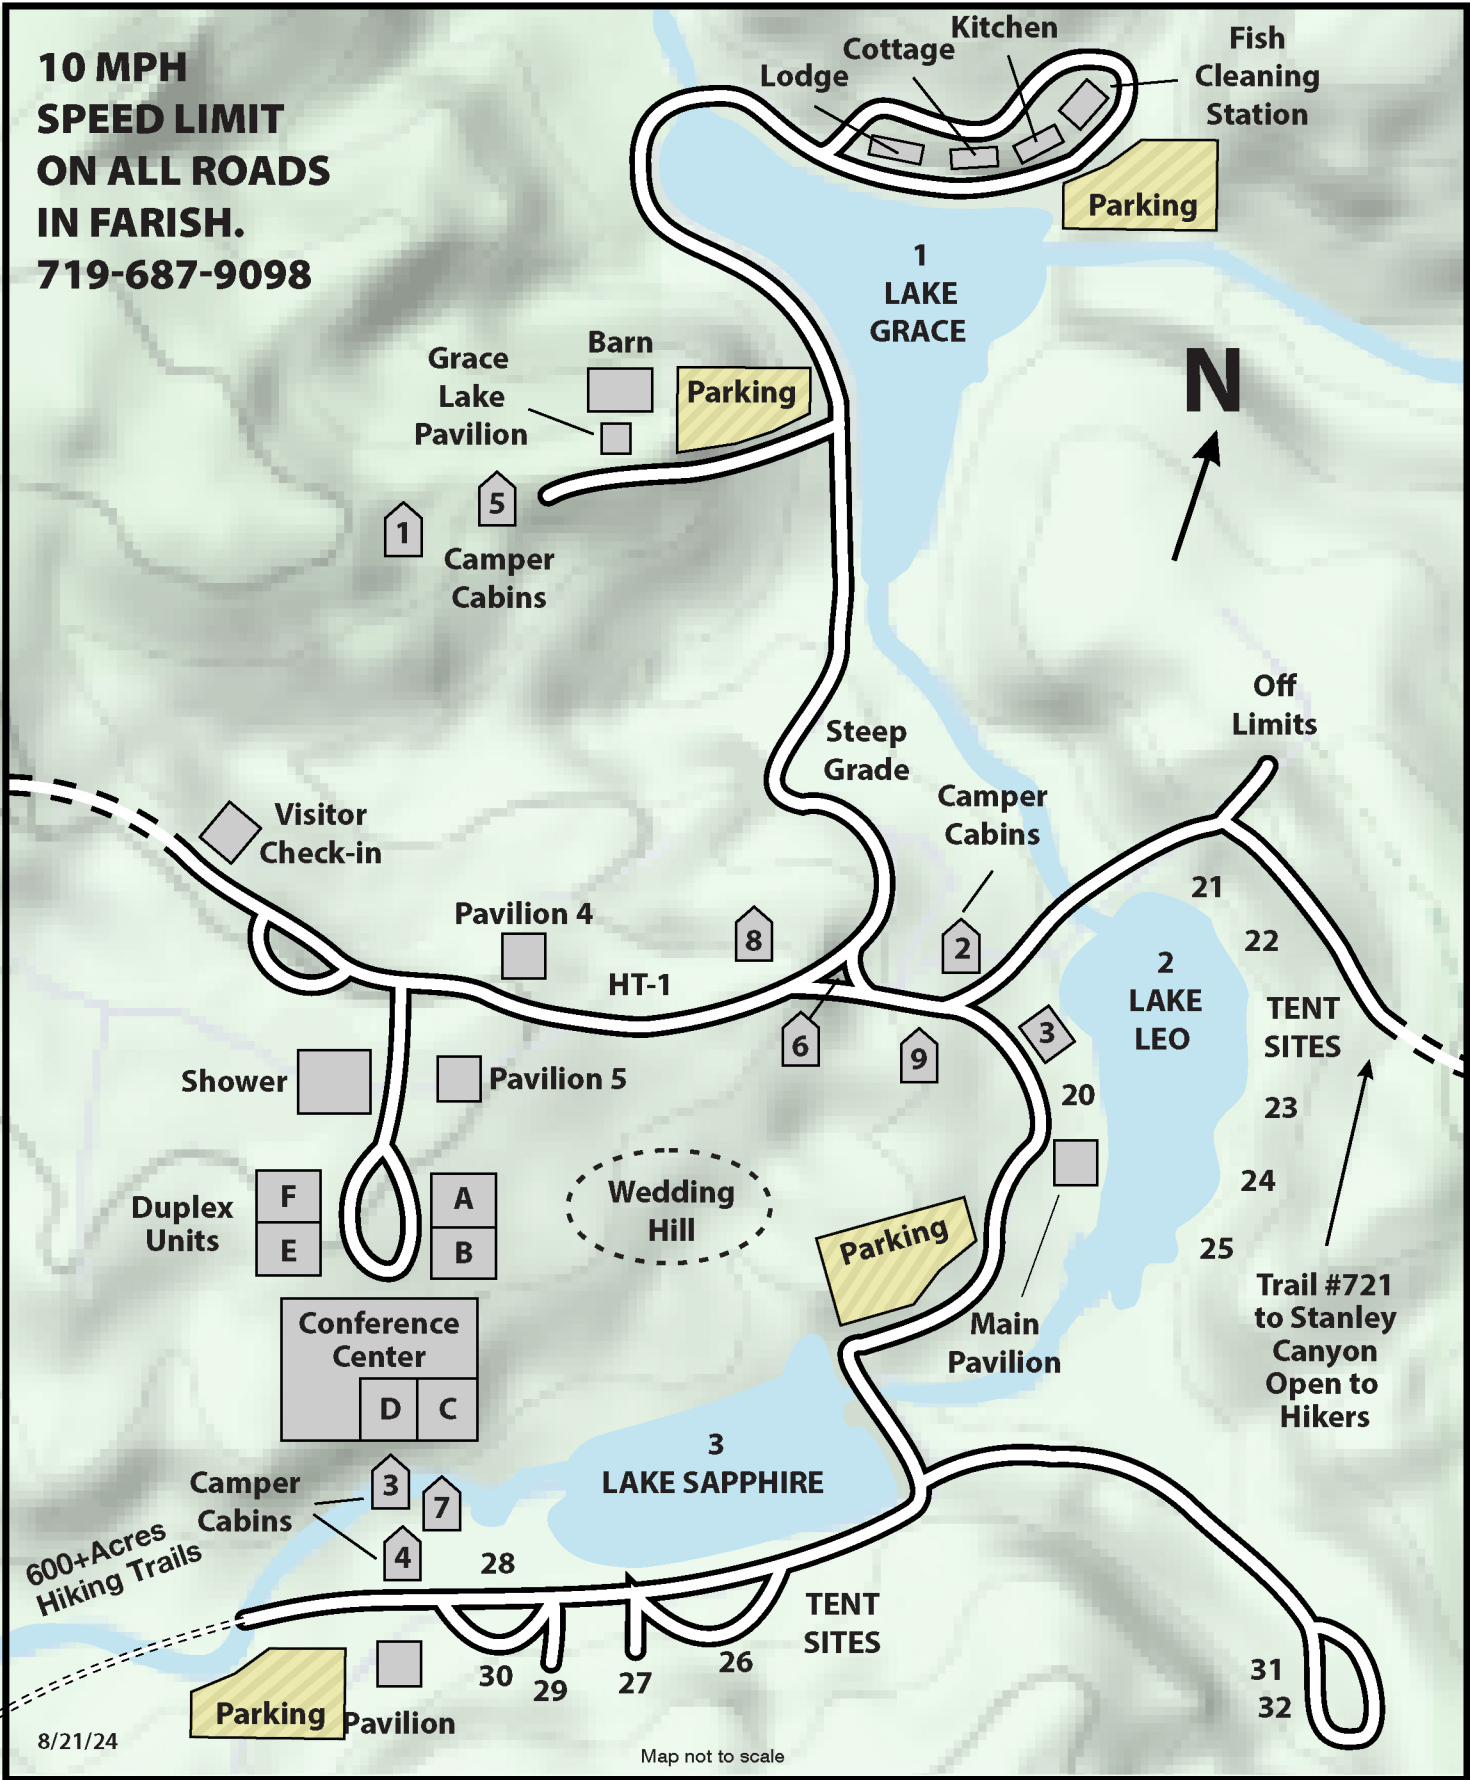 10 MPH
SPEED LIMIT
ON ALL ROADS
IN FARISH.
719-687-9098
Kitchen
Cottage
Lodge
Fish
Cleaning
Station
Parking
1
LAKE
GRACE
N
Barn
Grace
Lake
Pavilion
Parking
5
1
Camper
Cabins
Off
Limits
Steep
Grade
Camper
Cabins
Visitor
Check-in
Pavilion 4
HT-1
8
2
21
22
2
LAKE
LEO
TENT
SITES
6
9
3
20
23
24
25
Shower
Pavilion 5
Duplex
Units
F
E
A
B
Wedding
Hill
Parking
Main
Pavilion
Trail #721
to Stanley
Canyon
Open to
Hikers
Conference
Center
D
C
3
LAKE SAPPHIRE
Camper
Cabins
3
7
4
28
600+Acres
Hiking Trails
TENT
SITES
30
29
27
26
31
32
Parking
Pavilion
8/21/24
Map not to scale